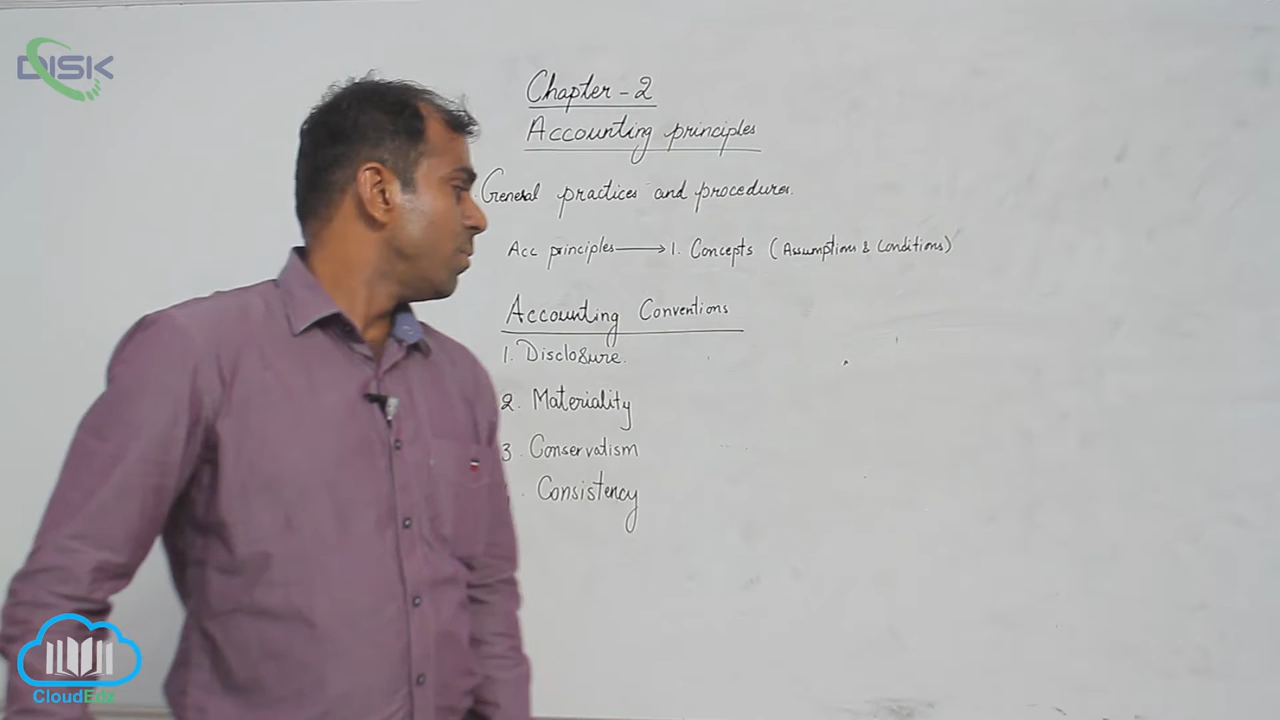 DISK
Chapter - 2
Accounting principles
General practices and procedures.
Acc principles → 1. Concepts (Assumptions & Conditions)
Accounting Conventions
1. Disclosure.
2. Materiality
3. Conservatism
. Consistency
CloudEdz